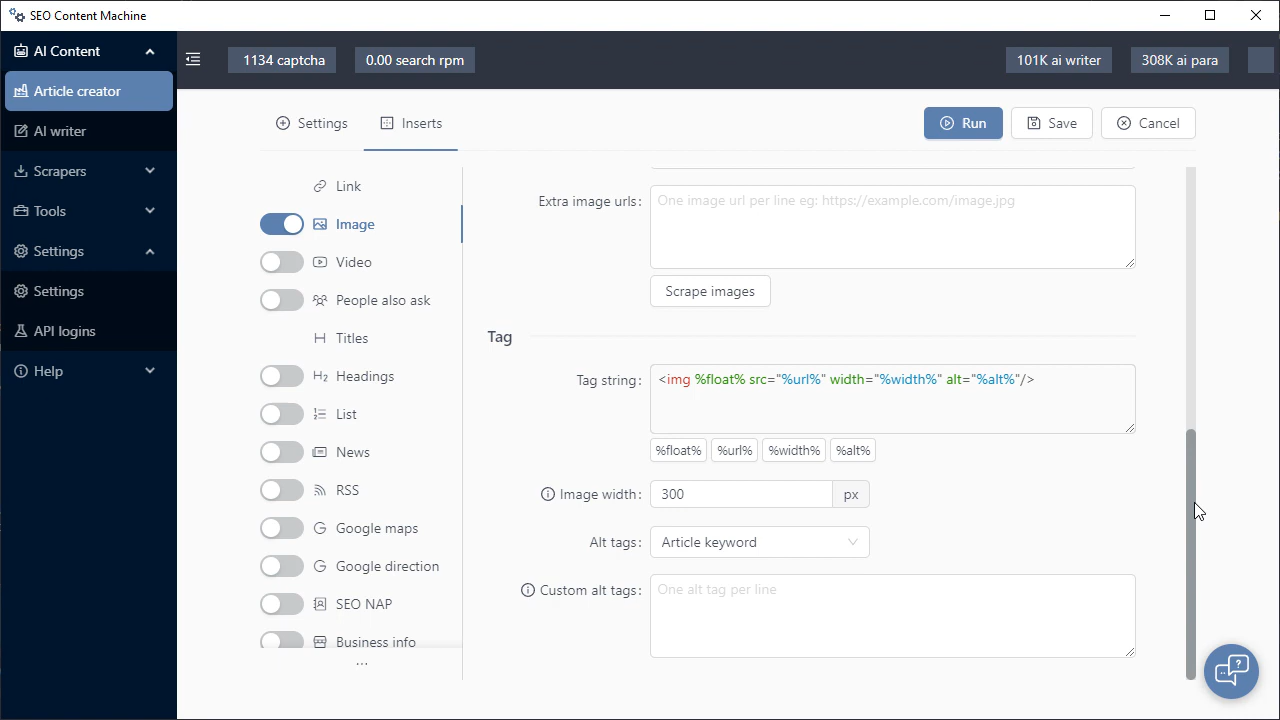 SEO Content Machine
AI Content
Article creator
AI writer
Scrapers
Tools
Settings
Settings
API logins
Help
1134 captcha
0.00 search rpm
101K ai writer
308K ai para
Settings
Inserts
Run
Save
Cancel
Link
Image
Video
People also ask
Titles
H2 Headings
List
News
RSS
Google maps
Google direction
SEO NAP
Business info
...
Extra image urls:
One image url per line eg: https://example.com/image.jpg
Scrape images
Tag
Tag string:
<img %float% src="%url%" width="%width%" alt="%alt%"/>
%float% %url% %width% %alt%
Image width:
300 px
Alt tags:
Article keyword
Custom alt tags:
One alt tag per line